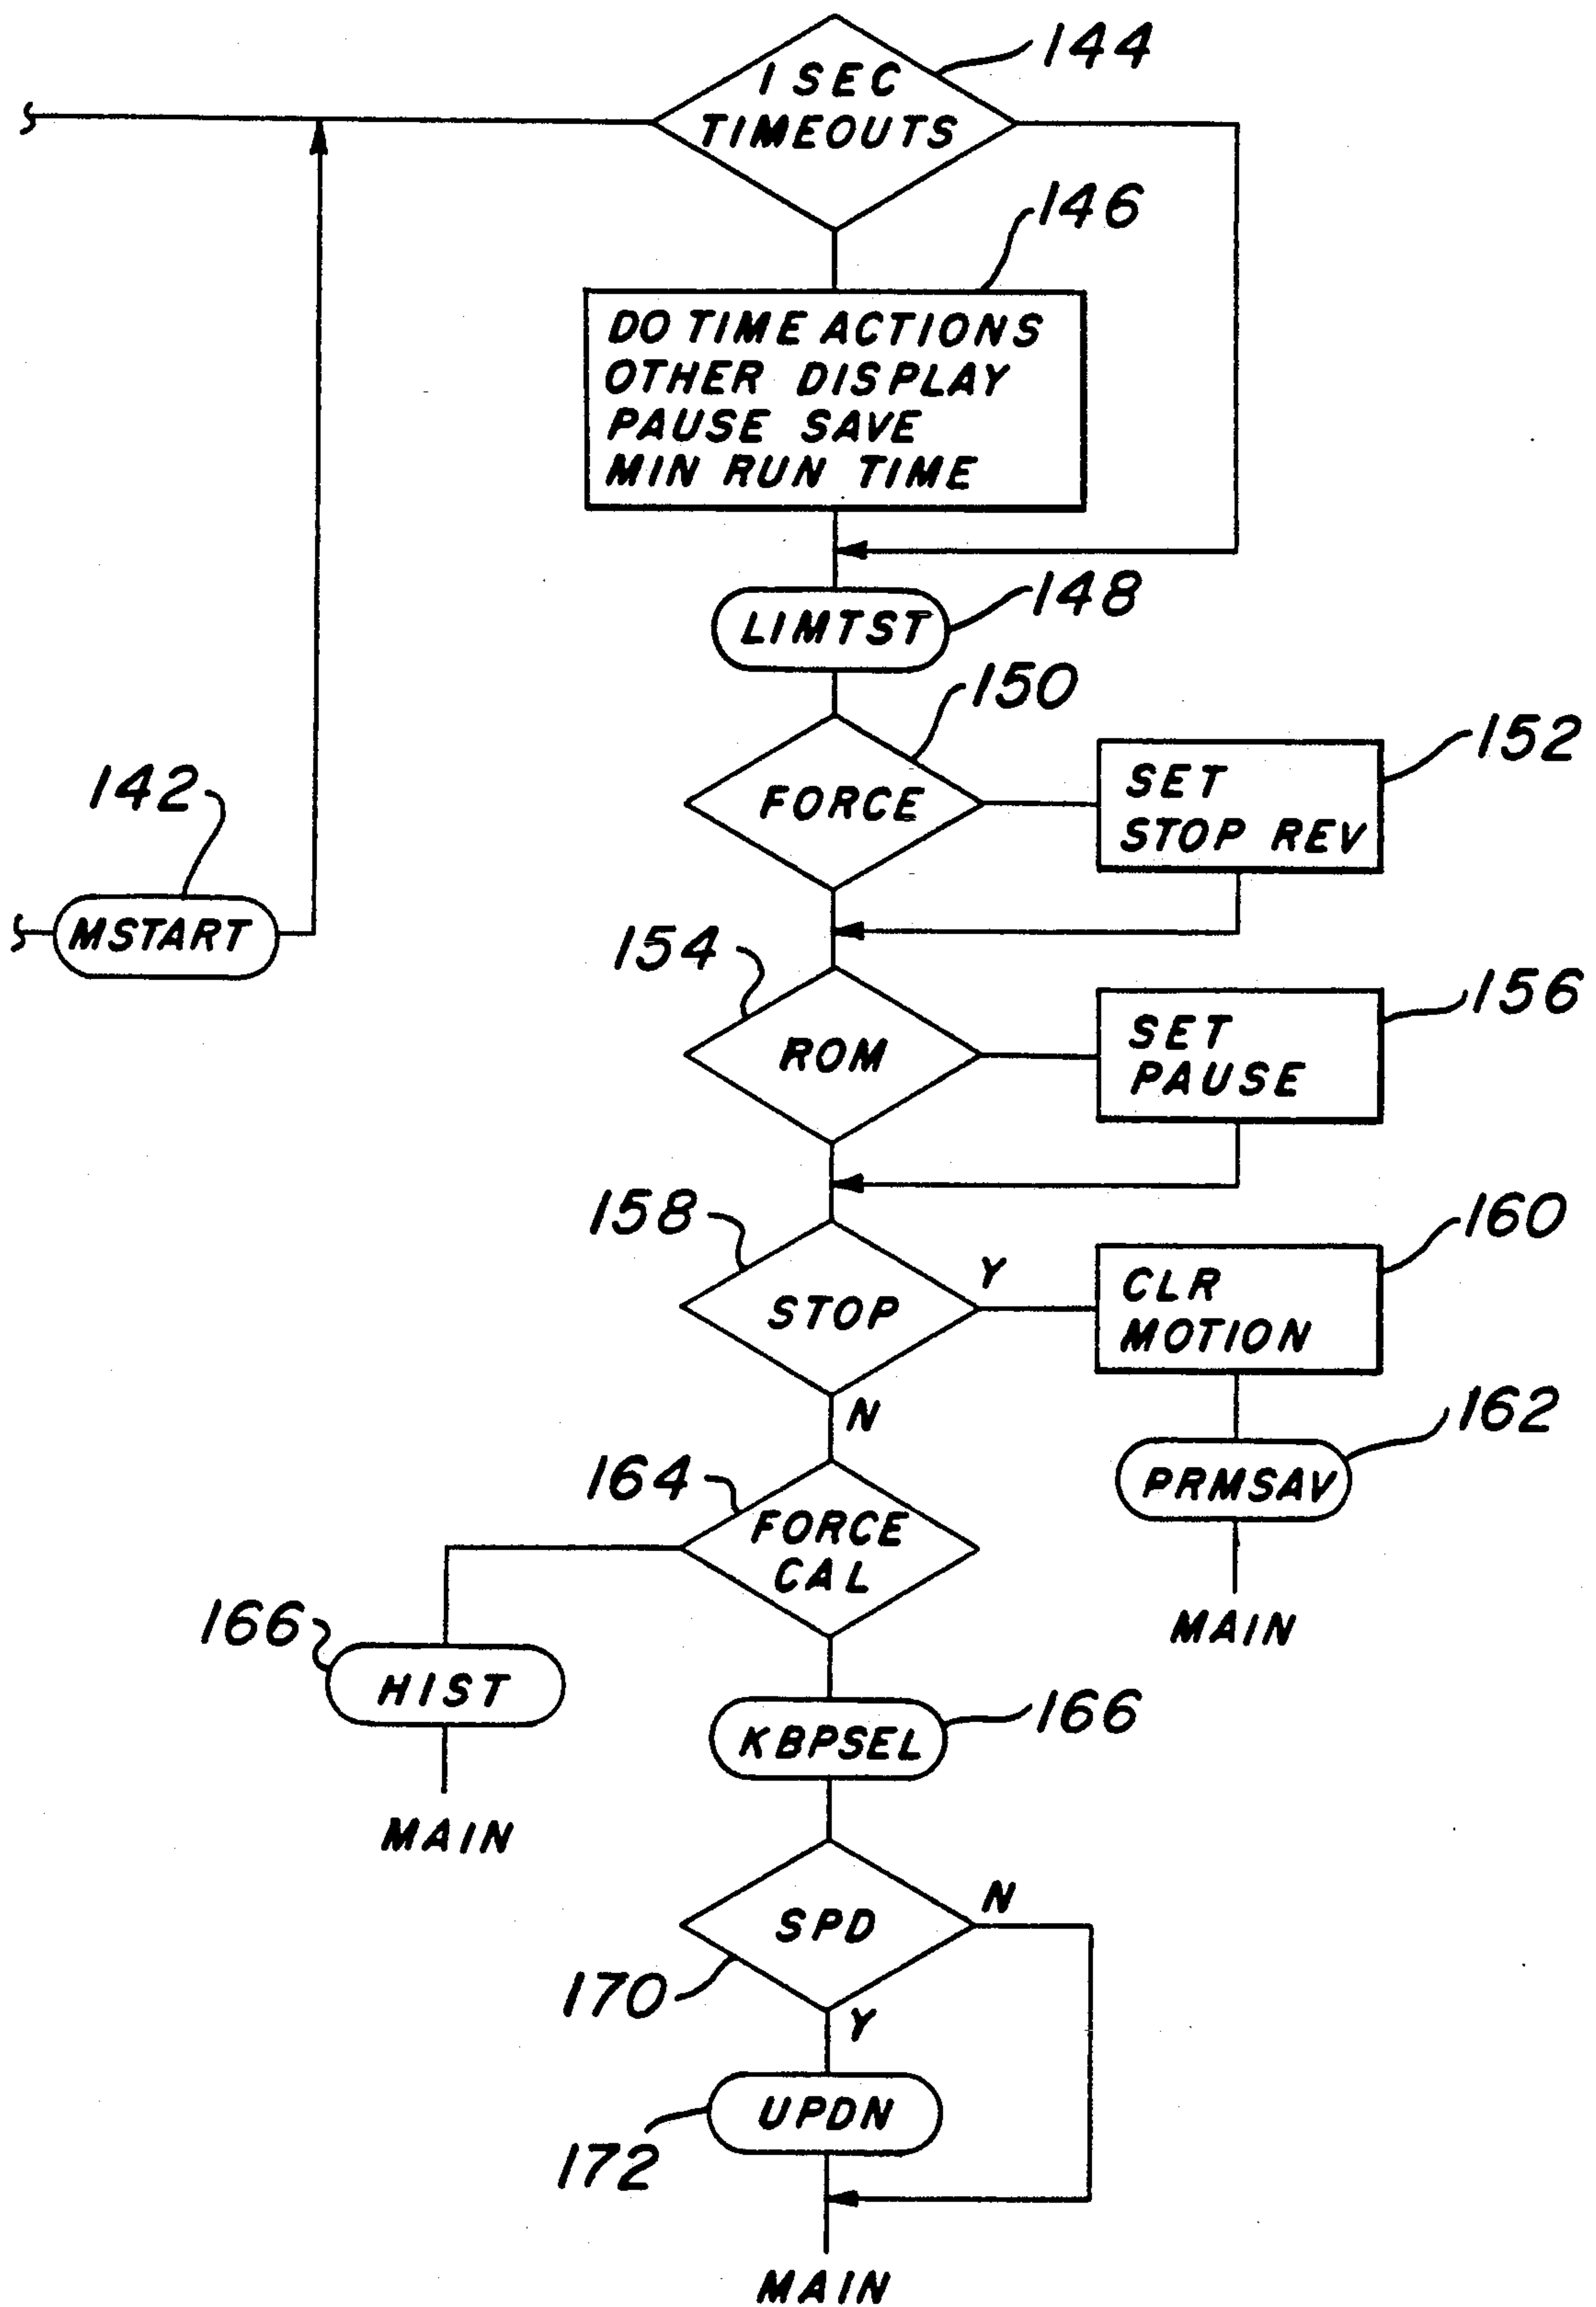 144
1 SEC
TIMEOUTS
146
DO TIME ACTIONS
OTHER DISPLAY
PAUSE SAVE
MIN RUN TIME
LIMTST
148
150
FORCE
SET
STOP REV
152
142
MSTART
154
ROM
SET
PAUSE
156
158
STOP
Y
N
CLR
MOTION
160
PRMSAV
162
MAIN
164
FORCE
CAL
166
HIST
MAIN
KBPSEL
166
SPD
N
170
Y
UPDN
172
MAIN